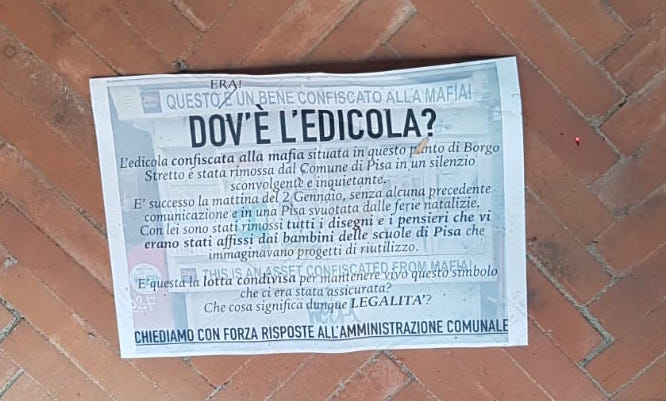 ERA!
QUESTO È UN BENE CONFISCATO ALLA MAFIA!
DOV'È L'EDICOLA?
L'edicola confiscata alla mafia situata in questo punto di Borgo
Stretto è stata rimossa dal Comune di Pisa in un silenzio
sconvolgente e inquietante.
E' successo la mattina del 2 Gennaio, senza alcuna precedente
comunicazione e in una Pisa svuotata dalle ferie natalizie.
Con lei sono stati rimossi tutti i disegni e i pensieri che vi
erano stati affissi dai bambini delle scuole di Pisa che
immaginavano progetti di riutilizzo.
THIS IS AN ASSET CONFISCATED FROM MAFIA!
E'questa la lotta condivisa per mantenere vivo questo simbolo
che ci era stata assicurata?
Che cosa significa dunque LEGALITA'?
CHIEDIAMO CON FORZA RISPOSTE ALL'AMMINISTRAZIONE COMUNALE